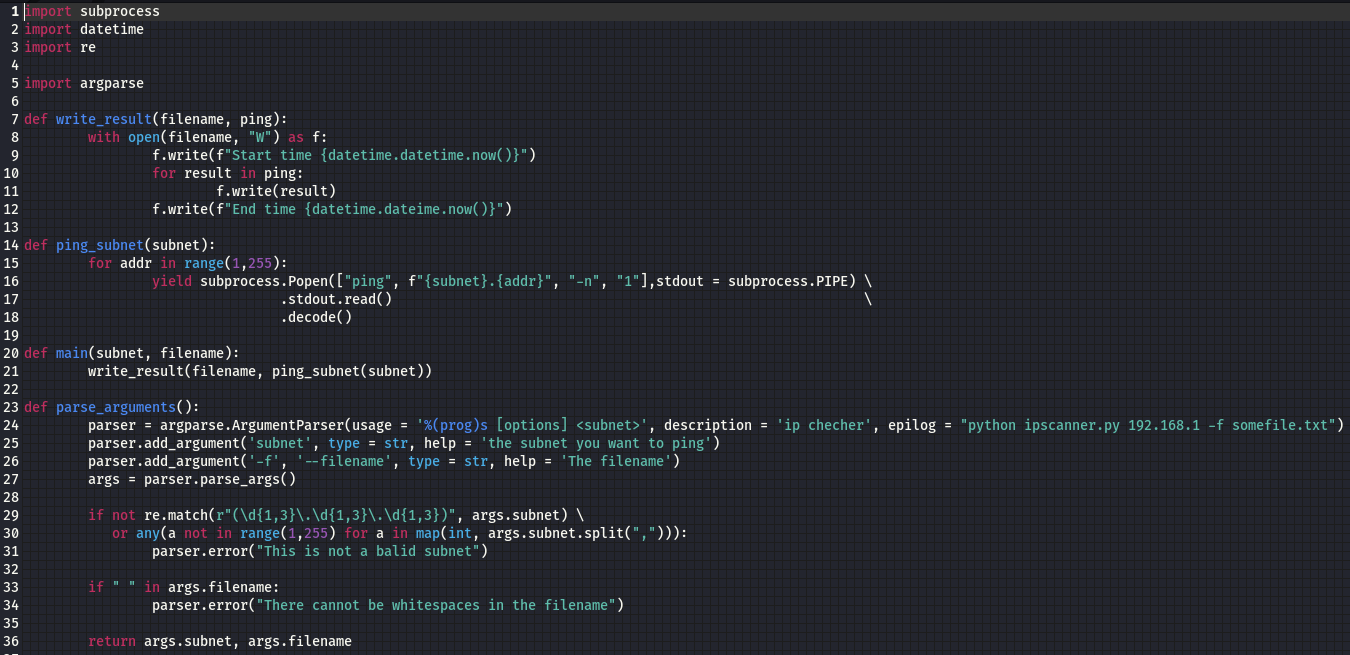 1 import subprocess
2 import datetime
3 import re
4
5 import argparse
6
7 def write_result(filename, ping):
8         with open(filename, "W") as f:
9                 f.write(f"Start time {datetime.datetime.now()}")
10                 for result in ping:
11                         f.write(result)
12                 f.write(f"End time {datetime.dateime.now()}")
13
14 def ping_subnet(subnet):
15         for addr in range(1,255):
16                 yield subprocess.Popen(["ping", f"{subnet}.{addr}", "-n", "1"],stdout = subprocess.PIPE) \
17                                 .stdout.read()                                                           \
18                                 .decode()
19
20 def main(subnet, filename):
21         write_result(filename, ping_subnet(subnet))
22
23 def parse_arguments():
24         parser = argparse.ArgumentParser(usage = '%(prog)s [options] <subnet>', description = 'ip checher', epilog = "python ipscanner.py 192.168.1 -f somefile.txt")
25         parser.add_argument('subnet', type = str, help = 'the subnet you want to ping')
26         parser.add_argument('-f', '--filename', type = str, help = 'The filename')
27         args = parser.parse_args()
28
29         if not re.match(r"(\d{1,3}\.\d{1,3}\.\d{1,3})", args.subnet) \
30            or any(a not in range(1,255) for a in map(int, args.subnet.split(","))):
31                 parser.error("This is not a balid subnet")
32
33         if " " in args.filename:
34                 parser.error("There cannot be whitespaces in the filename")
35
36         return args.subnet, args.filename